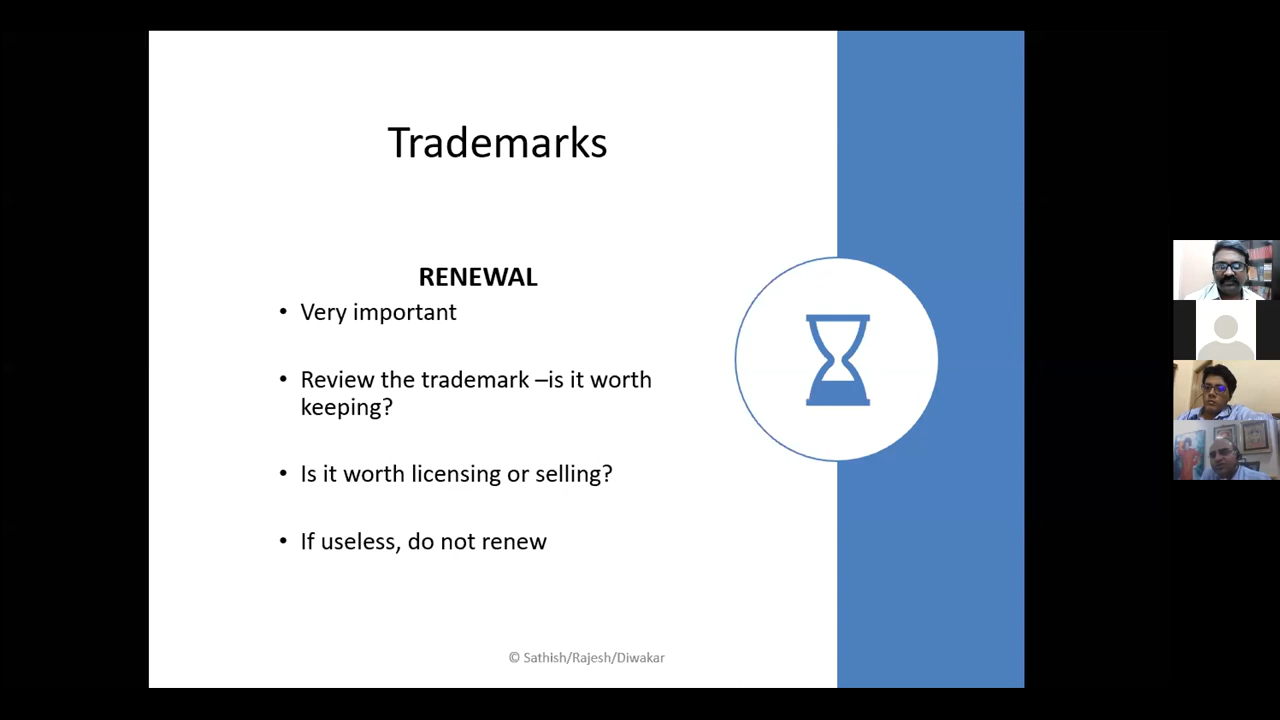 Trademarks
RENEWAL
• Very important
• Review the trademark –is it worth
keeping?
• Is it worth licensing or selling?
• If useless, do not renew
© Sathish/Rajesh/Diwakar